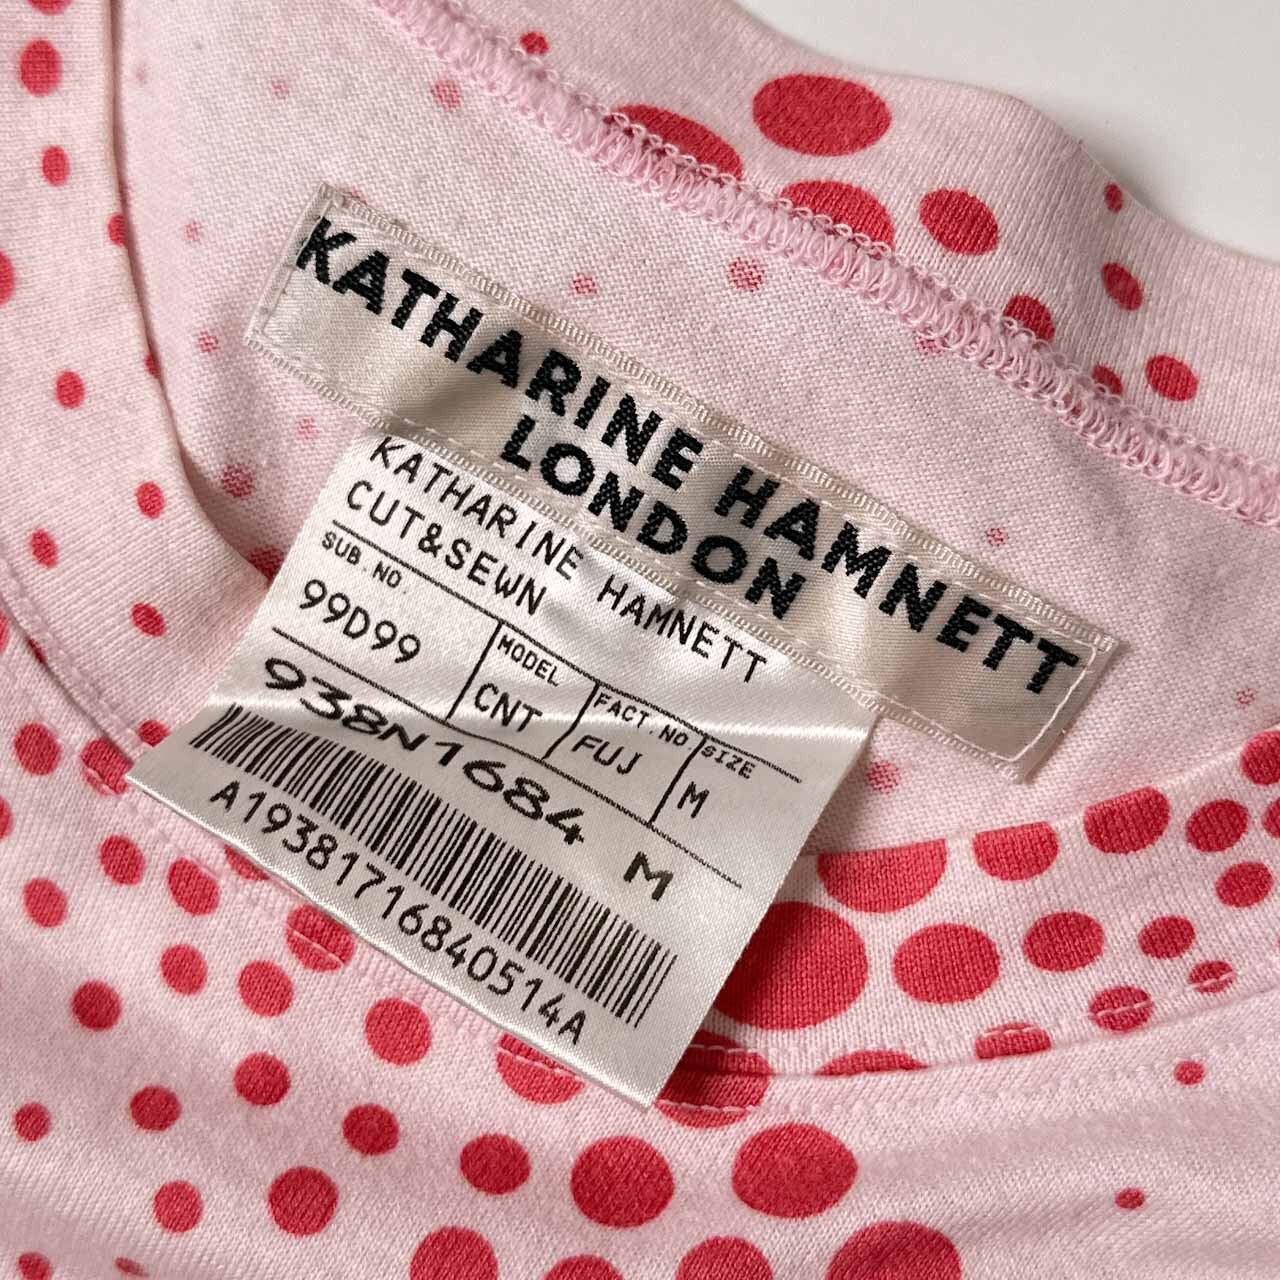 KATHARINE HAMNETT
LONDON
KATHARINE HAMNETT
CUT&SEWN
SUB.NO.
99D99
MODEL
CNT
FACT.NO
FUJ
SIZE
M
938N1684 M
A19381716840514A